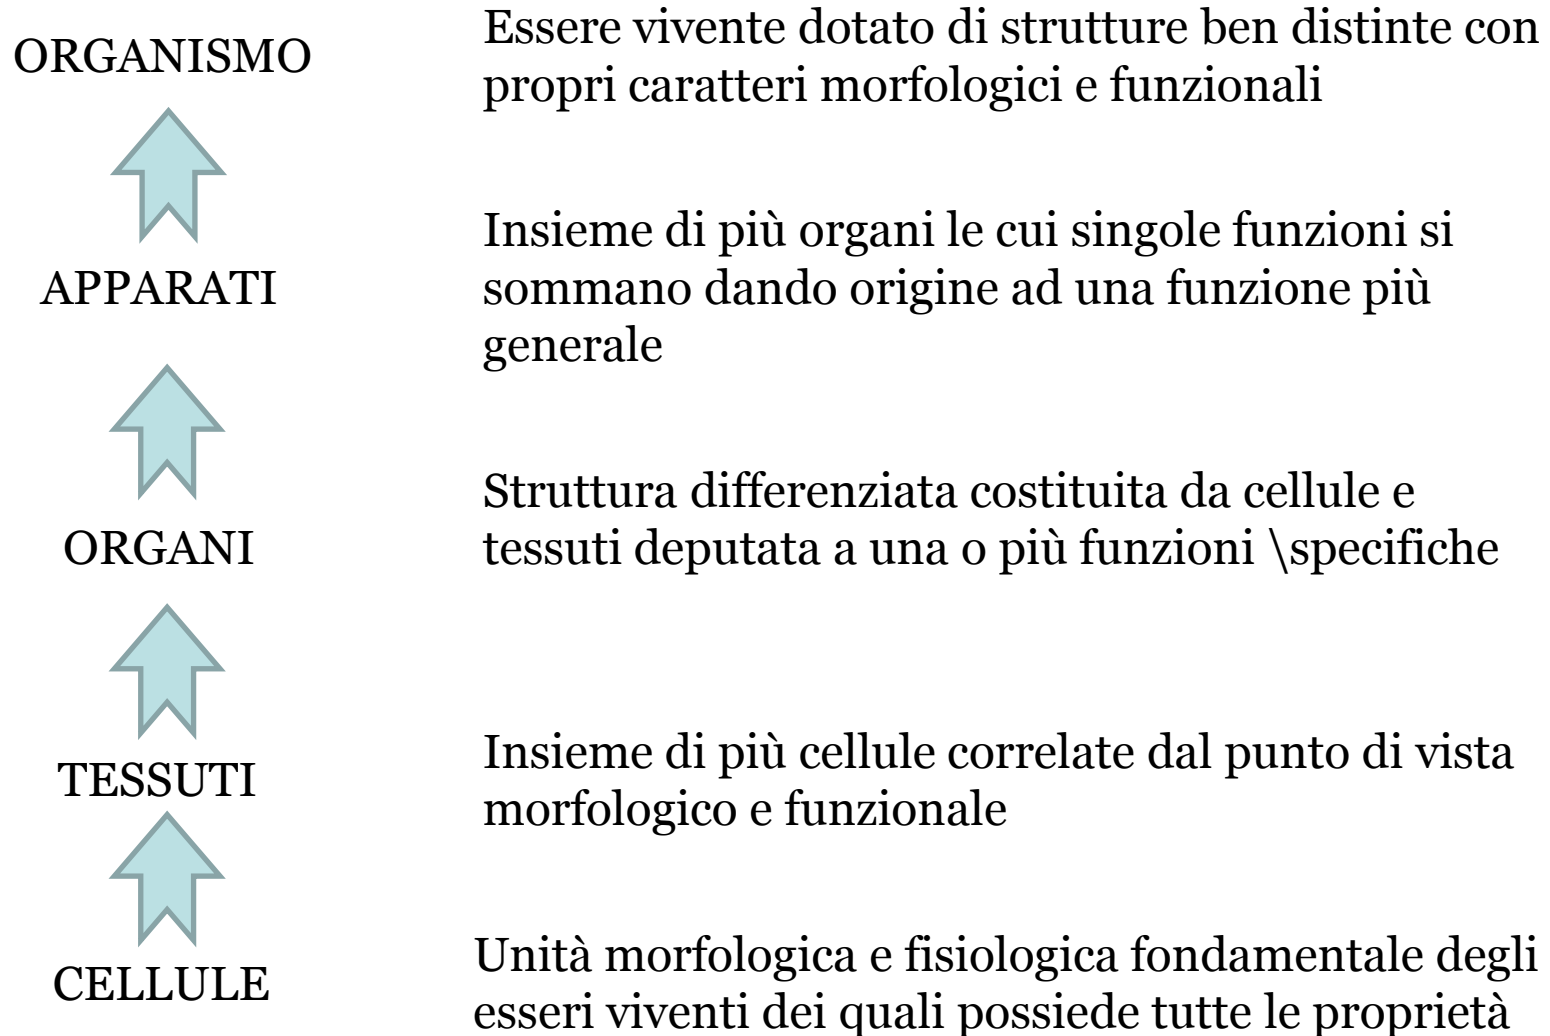 ORGANISMO
Essere vivente dotato di strutture ben distinte con
propri caratteri morfologici e funzionali
APPARATI
Insieme di più organi le cui singole funzioni si
sommano dando origine ad una funzione più
generale
ORGANI
Struttura differenziata costituita da cellule e
tessuti deputata a una o più funzioni \specifiche
TESSUTI
Insieme di più cellule correlate dal punto di vista
morfologico e funzionale
CELLULE
Unità morfologica e fisiologica fondamentale degli
esseri viventi dei quali possiede tutte le proprietà